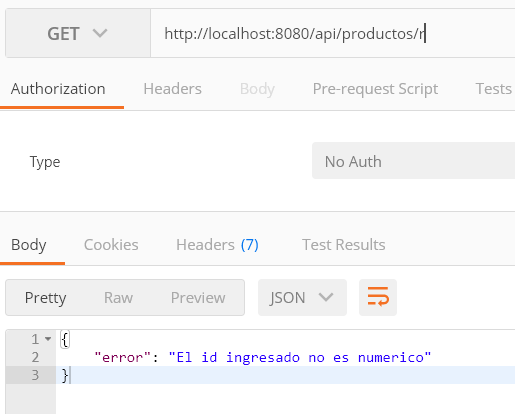 GET http://localhost:8080/api/productos/r
Authorization Headers Body Pre-request Script Tests
Type No Auth
Body Cookies Headers (7) Test Results
Pretty Raw Preview JSON
1 {
2 "error": "El id ingresado no es numerico"
3 }